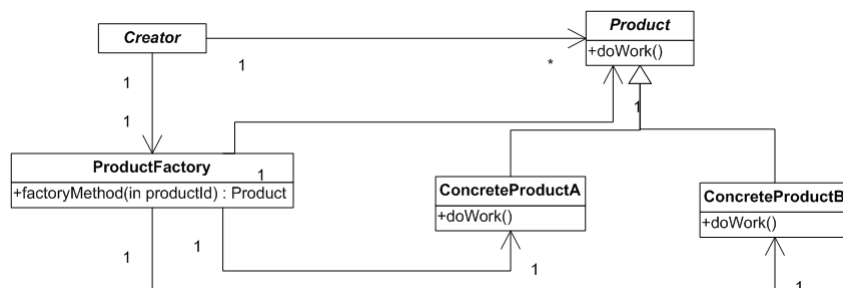 Creator
Product
+doWork()
1
*
1
1
1
ProductFactory
+factoryMethod(in productId) : Product
1
ConcreteProductA
+doWork()
ConcreteProductB
+doWork()
1
1
1
1